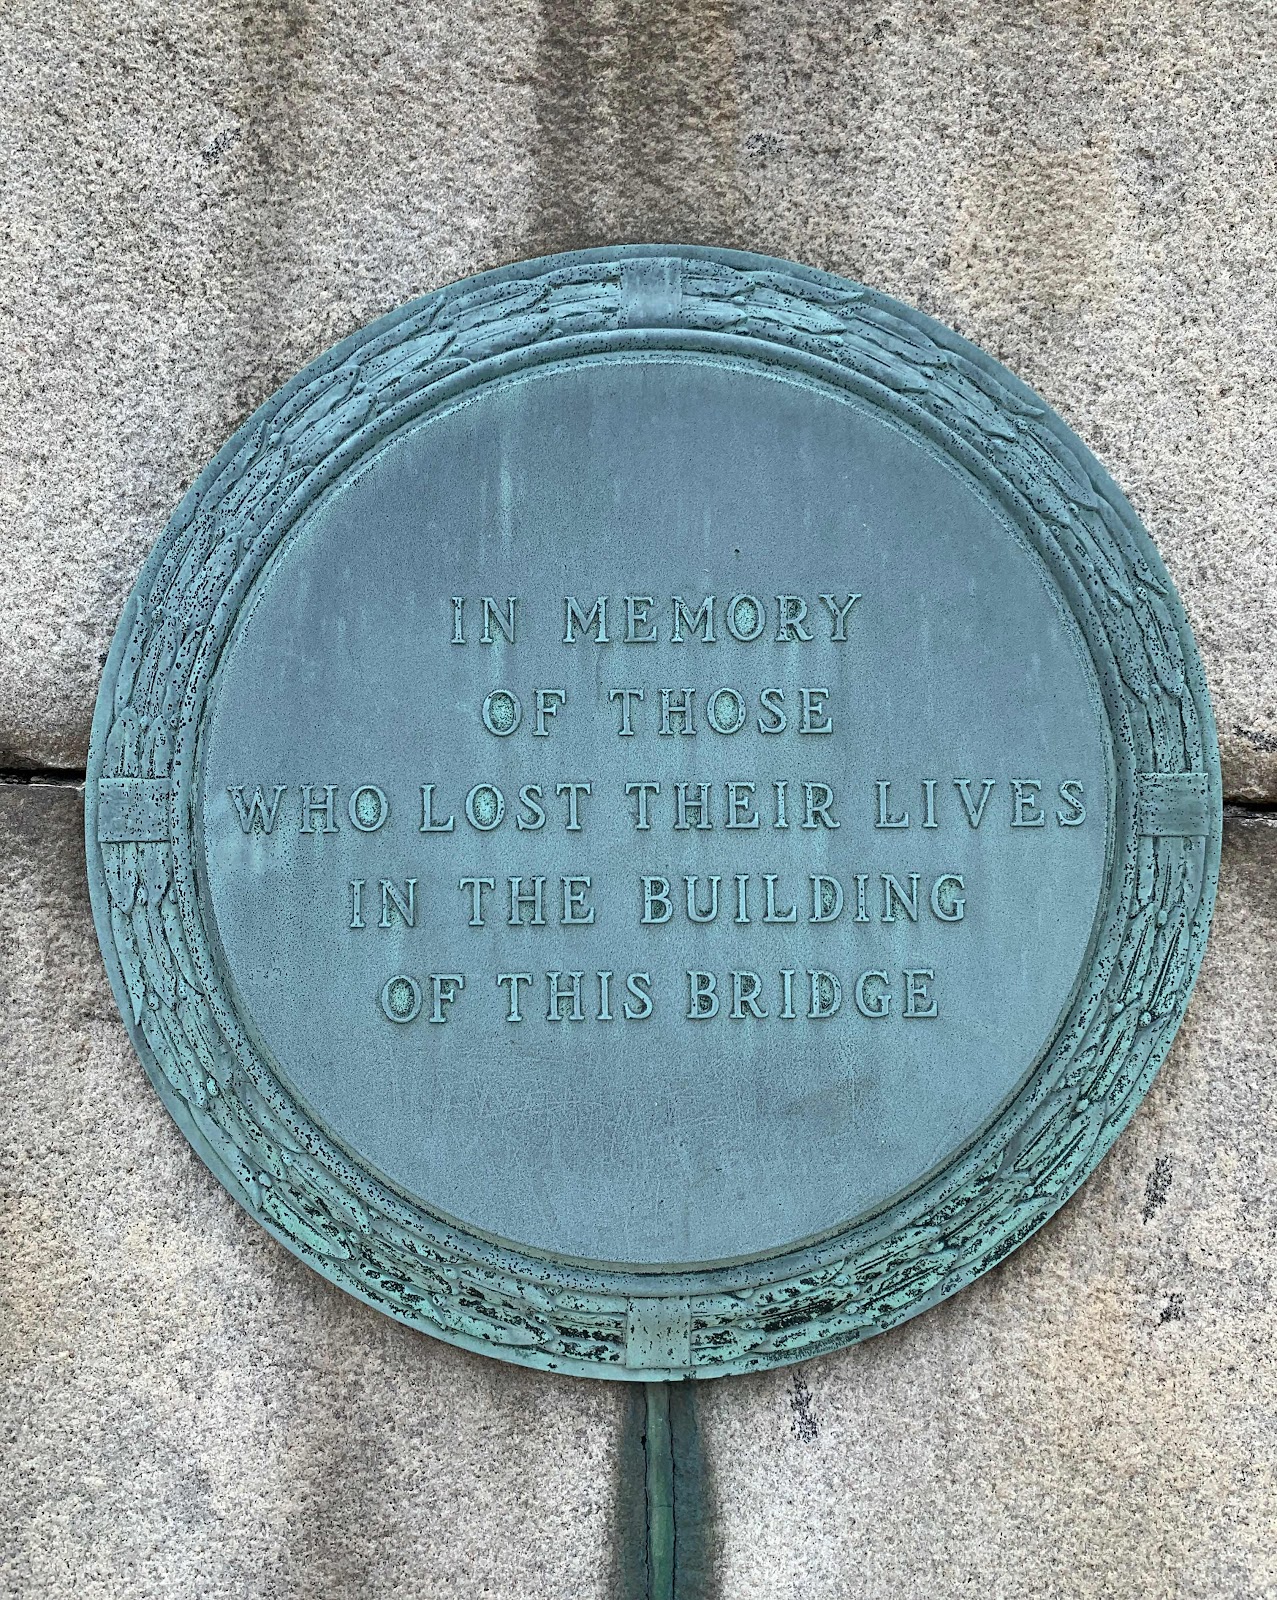 IN MEMORY
OF THOSE
WHO LOST THEIR LIVES
IN THE BUILDING
OF THIS BRIDGE